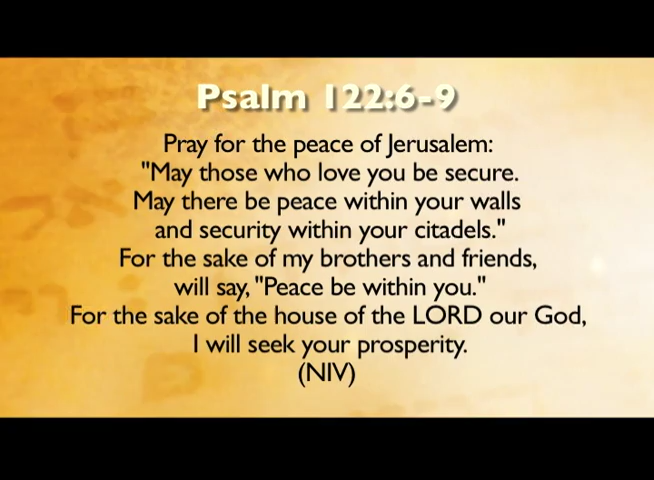 Psalm 122:6-9
Pray for the peace of Jerusalem:
"May those who love you be secure.
May there be peace within your walls
and security within your citadels."
For the sake of my brothers and friends,
will say, "Peace be within you."
For the sake of the house of the LORD our God,
I will seek your prosperity.
(NIV)